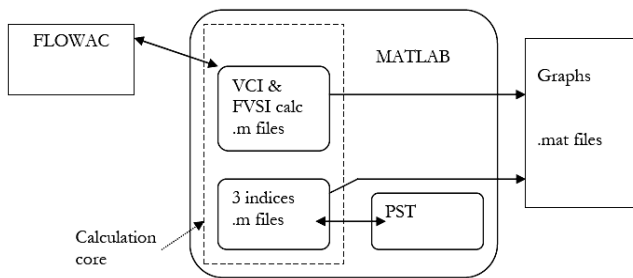 FLOWAC
MATLAB
VCI &
FVSI calc
.m files
Graphs
.mat files
3 indices
.m files
PST
Calculation
core